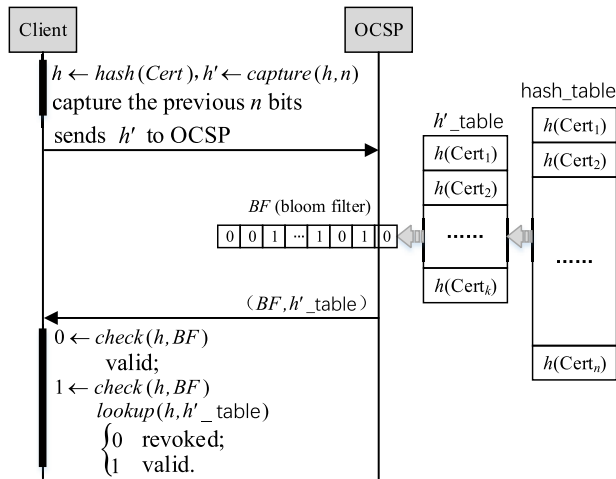 Client
OCSP
h ← hash(Cert), h′ ← capture(h, n)
capture the previous n bits
sends h′ to OCSP
hash_table
h(Cert₁)
h(Cert₂)
......
h(Certₙ)
h′_table
h(Cert₁)
h(Cert₂)
......
h(Certₖ)
BF (bloom filter)
0 0 1 ... 1 0 1 0
(BF, h′_table)
0 ← check(h, BF)
valid;
1 ← check(h, BF)
lookup(h, h′_table)
{0 revoked;
1 valid.